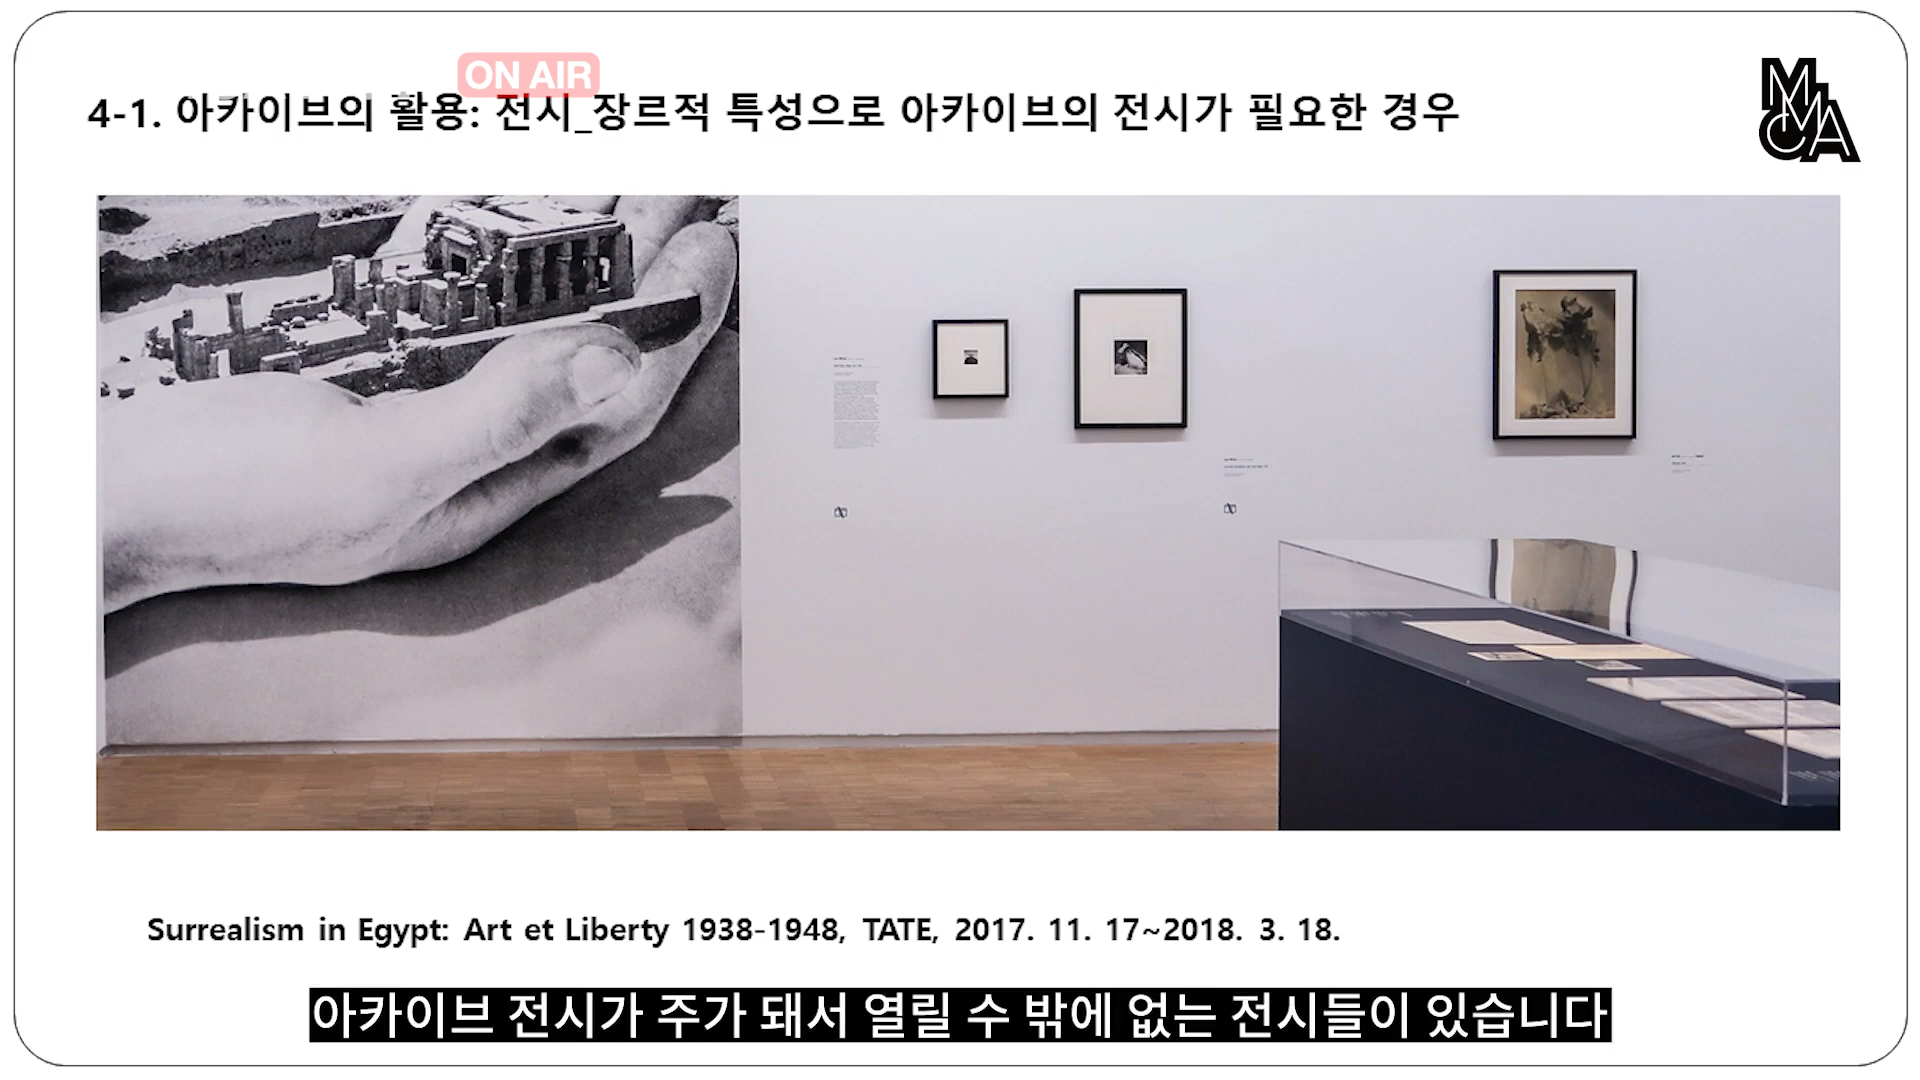 ON AIR
4-1. 아카이브의 활용: 전시_장르적 특성으로 아카이브의 전시가 필요한 경우
MMCA
Surrealism in Egypt: Art et Liberty 1938-1948, TATE, 2017. 11. 17~2018. 3. 18.
아카이브 전시가 주가 돼서 열릴 수 밖에 없는 전시들이 있습니다